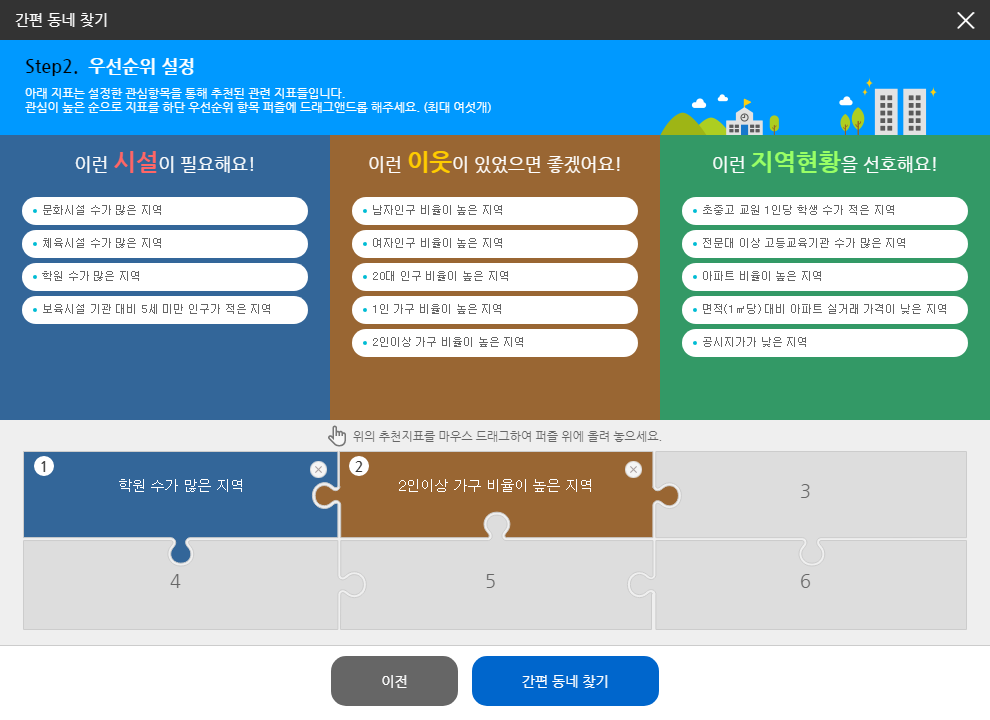 간편 동네 찾기
Step2. 우선순위 설정
아래 지표는 설정한 관심항목을 통해 추천된 관련 지표들입니다.
관심이 높은 순으로 지표를 하단 우선순위 항목 퍼즐에 드래그앤드롭 해주세요. (최대 여섯개)
이런 시설이 필요해요!
문화시설 수가 많은 지역
체육시설 수가 많은 지역
학원 수가 많은 지역
보육시설 기관 대비 5세 미만 인구가 적은 지역
이런 이웃이 있었으면 좋겠어요!
남자인구 비율이 높은 지역
여자인구 비율이 높은 지역
20대 인구 비율이 높은 지역
1인 가구 비율이 높은 지역
2인이상 가구 비율이 높은 지역
이런 지역현황을 선호해요!
초중고 교원 1인당 학생 수가 적은 지역
전문대 이상 고등교육기관 수가 많은 지역
아파트 비율이 높은 지역
면적(1㎡당) 대비 아파트 실거래 가격이 낮은 지역
공시지가가 낮은 지역
위의 추천지표를 마우스 드래그하여 퍼즐 위에 올려 놓으세요.
1
학원 수가 많은 지역
2
2인이상 가구 비율이 높은 지역
3
4
5
6
이전
간편 동네 찾기